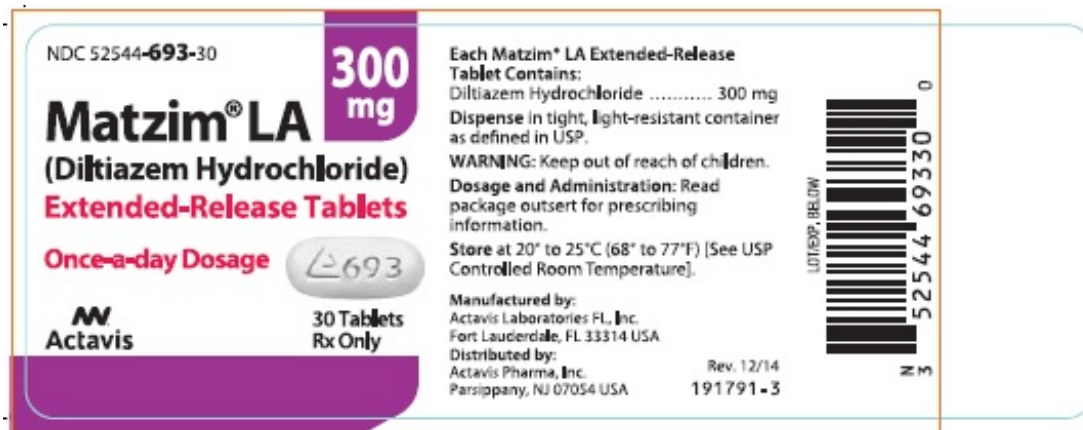 NDC 52544-693-30
300
mg
Matzim® LA
(Diltiazem Hydrochloride)
Extended-Release Tablets
Once-a-day Dosage
693
Actavis
30 Tablets
Rx Only
Each Matzim® LA Extended-Release
Tablet Contains:
Diltiazem Hydrochloride ........... 300 mg
Dispense in tight, light-resistant container
as defined in USP.
WARNING: Keep out of reach of children.
Dosage and Administration: Read
package outsert for prescribing
information.
Store at 20° to 25°C (68° to 77°F) [See USP
Controlled Room Temperature].
Manufactured by:
Actavis Laboratories FL, Inc.
Fort Lauderdale, FL 33314 USA
Distributed by:
Actavis Pharma, Inc.
Parsippany, NJ 07054 USA
Rev. 12/14
191791-3
LOT/EXP, BELOW
N
3 52544 69330 0